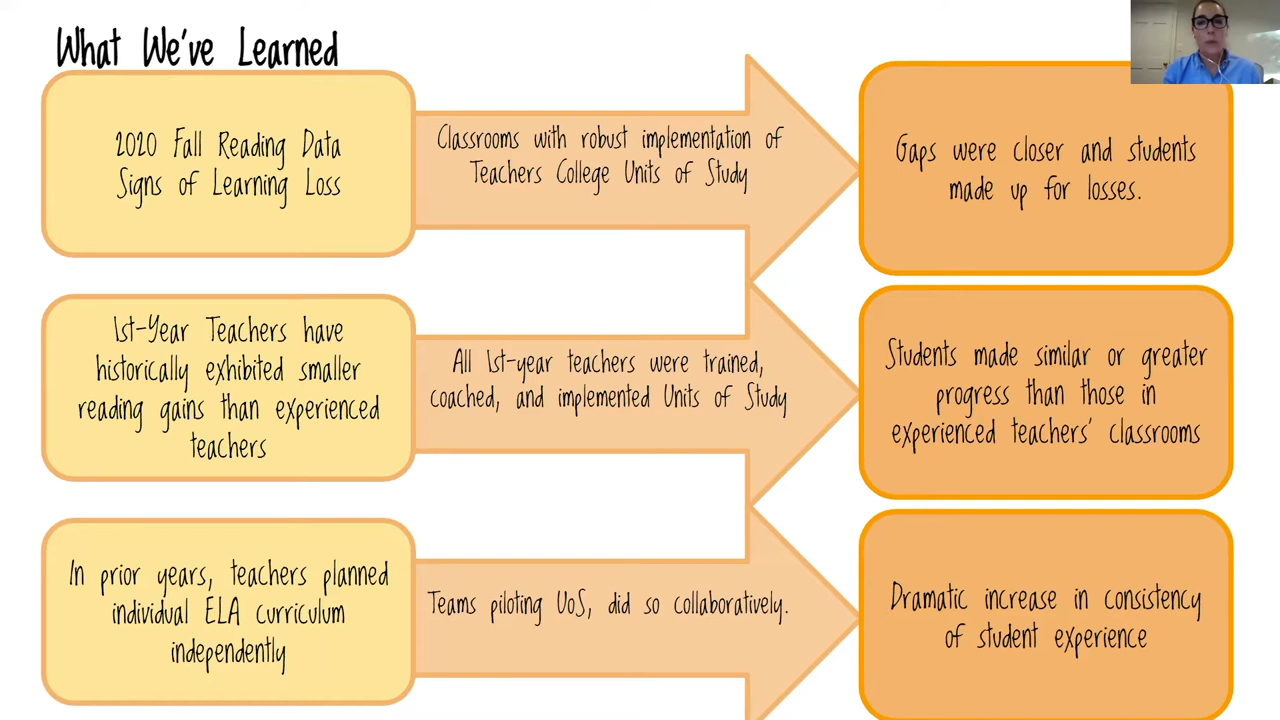 What We've Learned
2020 Fall Reading Data
Signs of Learning Loss
Classrooms with robust implementation of
Teachers College Units of Study
Gaps were closer and students
made up for losses.
1st-Year Teachers have
historically exhibited smaller
reading gains than experienced
teachers
All 1st-year teachers were trained,
coached, and implemented Units of Study
Students made similar or greater
progress than those in
experienced teachers' classrooms
In prior years, teachers planned
individual ELA curriculum
independently
Teams piloting UoS, did so collaboratively.
Dramatic increase in consistency
of student experience